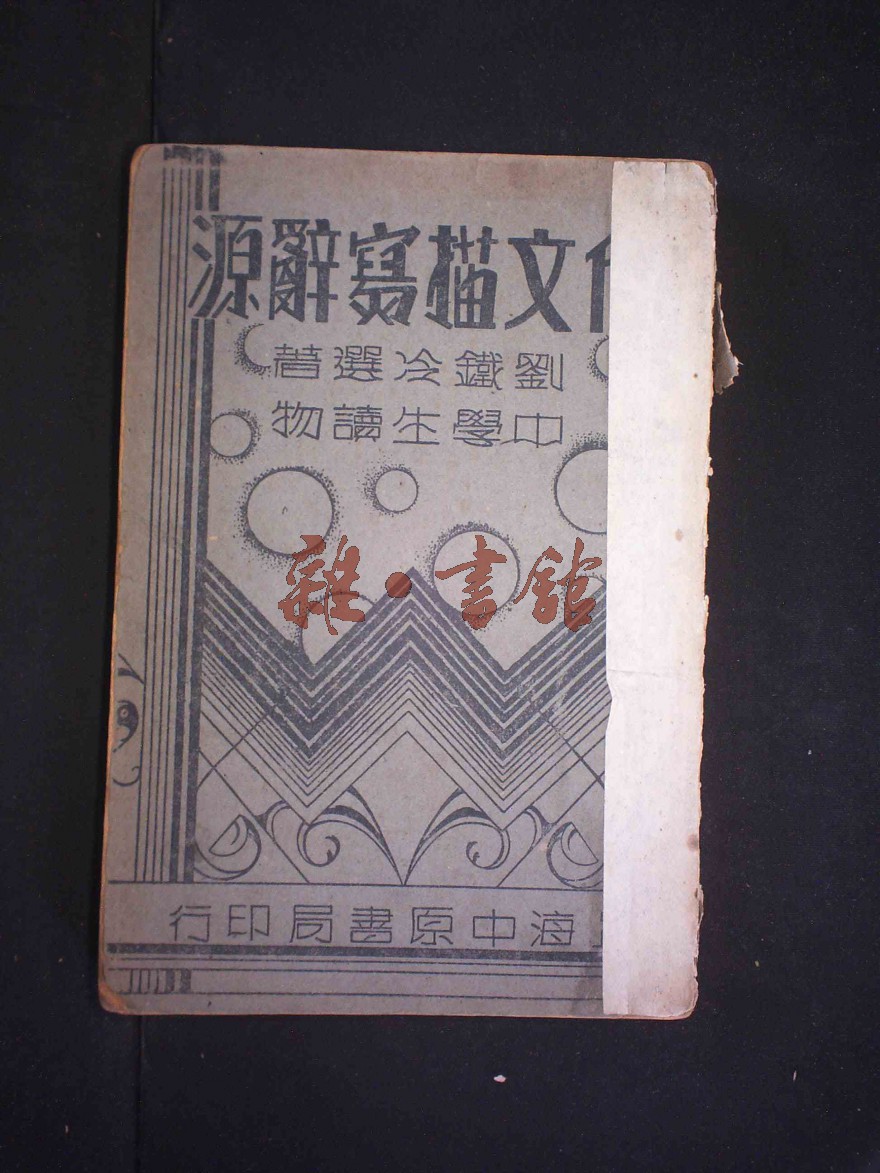 作文描寫辭源
劉鐵冷選著
中學生讀物
雜·書館
上海中原書局印行